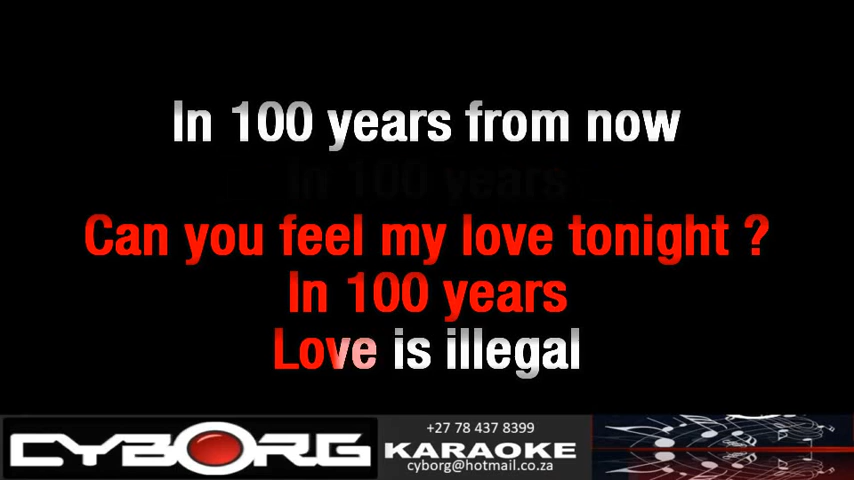 In 100 years from now
In 100 years
Can you feel my love tonight ?
In 100 years
Love is illegal
CYBORG
+27 78 437 8399
KARAOKE
cyborg@hotmail.co.za